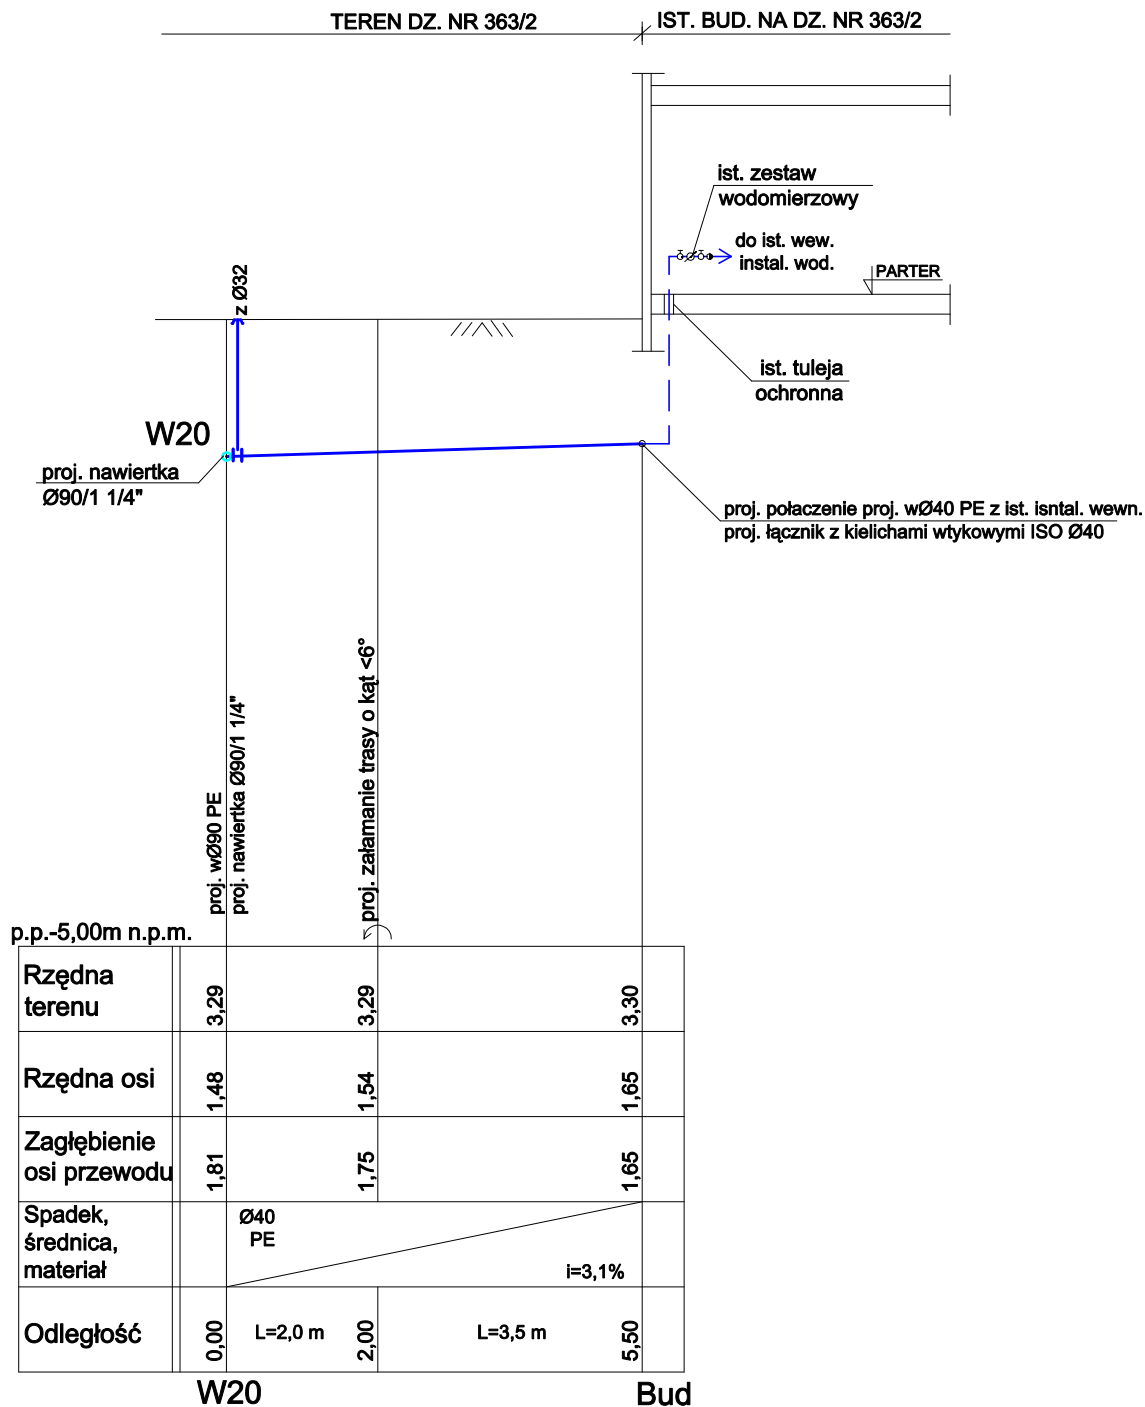 TEREN DZ. NR 363/2
IST. BUD. NA DZ. NR 363/2
ist. zestaw
wodomierzowy
do ist. wew.
instal. wod.
PARTER
z Ø32
ist. tuleja
ochronna
W20
proj. nawiertka
Ø90/1 1/4"
proj. połaczenie proj. wØ40 PE z ist. isntal. wewn.
proj. łącznik z kielichami wtykowymi ISO Ø40
proj. wØ90 PE
proj. nawiertka Ø90/1 1/4"
proj. załamanie trasy o kąt <6°
p.p.-5,00m n.p.m.
Rzędna
terenu
3,29
3,29
3,30
Rzędna osi
1,48
1,54
1,65
Zagłębienie
osi przewodu
1,81
1,75
1,65
Spadek,
średnica,
materiał
Ø40
PE
i=3,1%
Odległość
0,00
L=2,0 m
2,00
L=3,5 m
5,50
W20
Bud